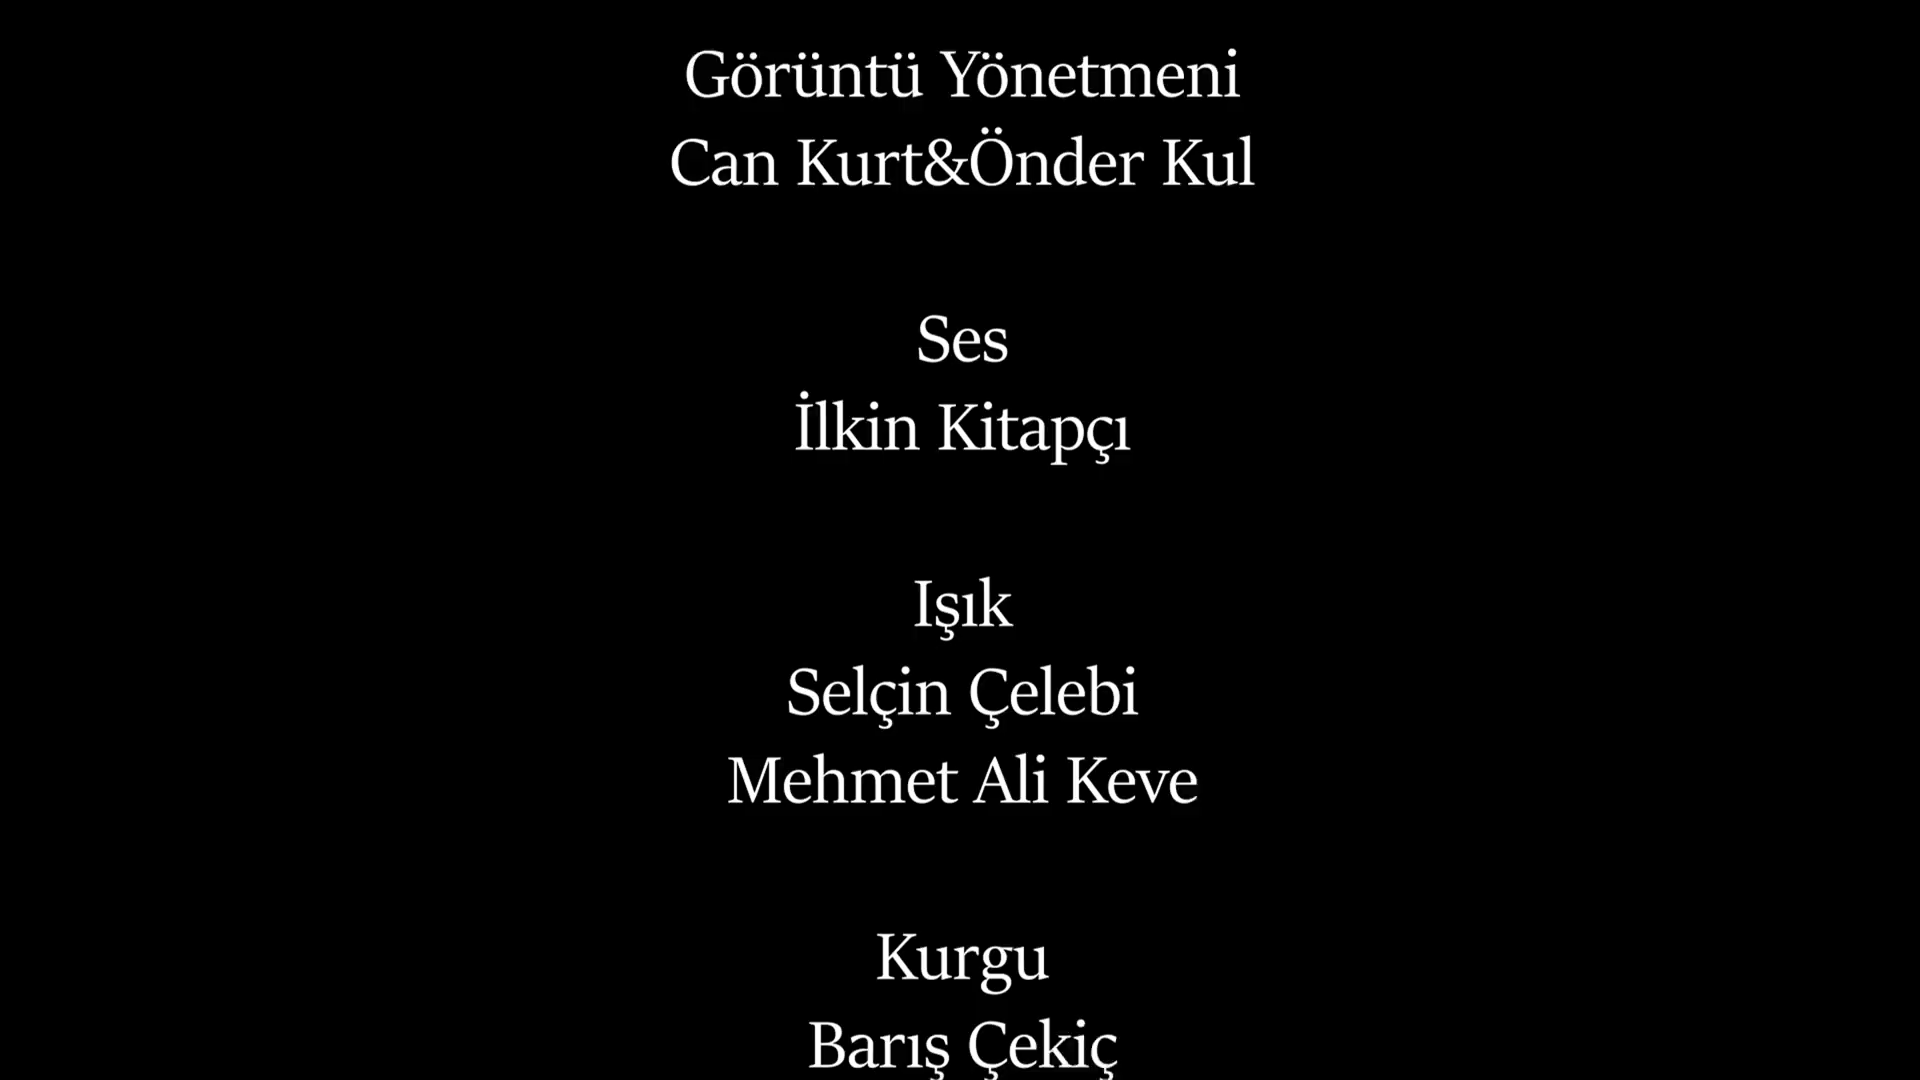 Görüntü Yönetmeni
Can Kurt&Önder Kul
Ses
İlkin Kitapçı
Işık
Selçin Çelebi
Mehmet Ali Keve
Kurgu
Barış Çekiç